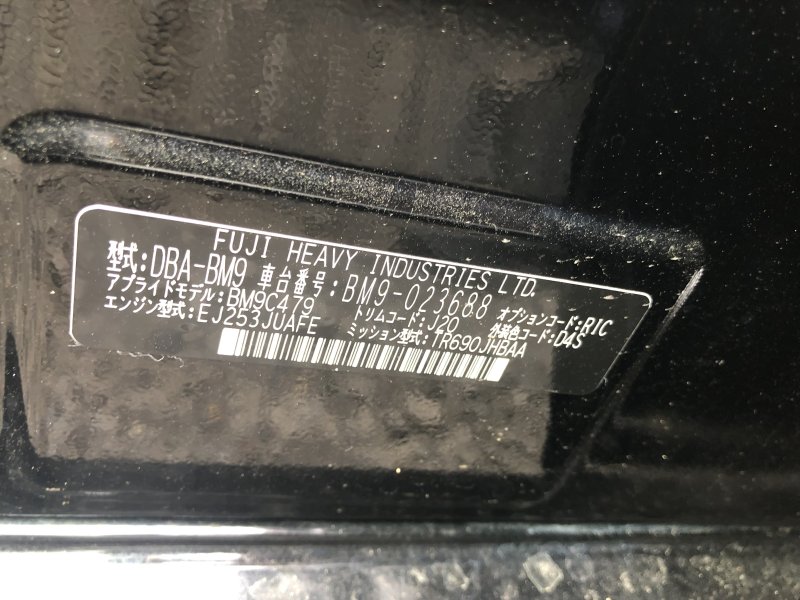 FUJI HEAVY INDUSTRIES LTD.
型式:DBA-BM9 車台番号:BM9-023688 オプションコード:RIC
アプライドモデル:BM9C479 トリムコード:J20 外装色コード:D4S
エンジン型式:EJ253JUAFE ミッション型式:TR690JHBAA